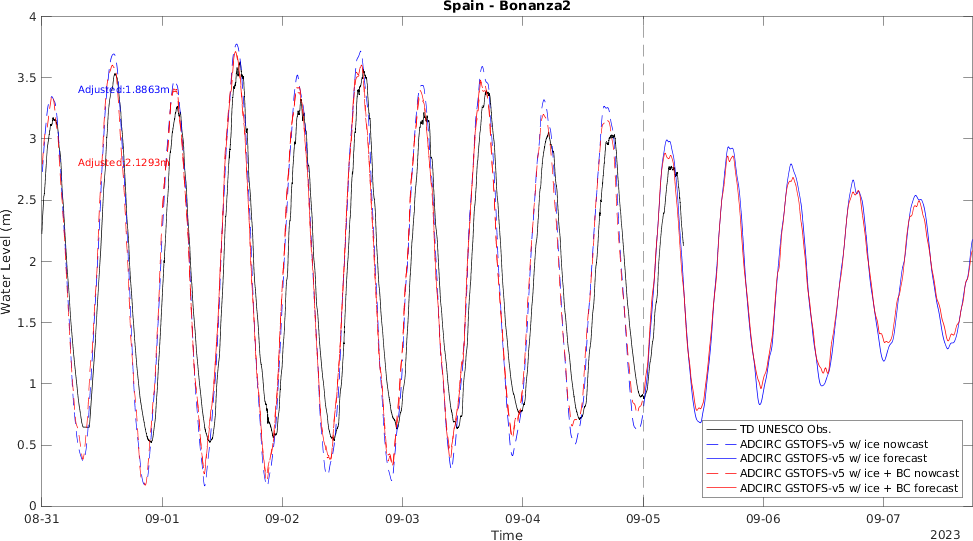 Spain - Bonanza2
4
3.5
3
2.5
2
1.5
1
0.5
0
Water Level (m)
Adjusted:1.8863m
Adjusted:2.1293m
TD UNESCO Obs.
ADCIRC GSTOFS-v5 w/ ice nowcast
ADCIRC GSTOFS-v5 w/ ice forecast
ADCIRC GSTOFS-v5 w/ ice + BC nowcast
ADCIRC GSTOFS-v5 w/ ice + BC forecast
08-31 09-01 09-02 09-03 09-04 09-05 09-06 09-07
Time
2023